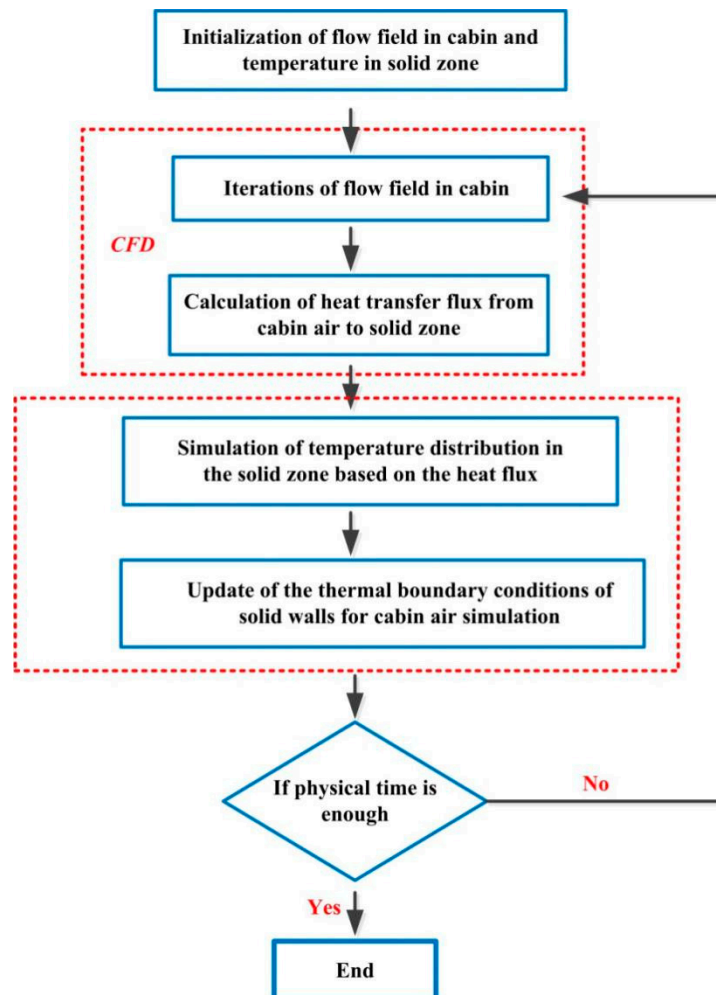 Initialization of flow field in cabin and
temperature in solid zone
Iterations of flow field in cabin
CFD
Calculation of heat transfer flux from
cabin air to solid zone
Simulation of temperature distribution in
the solid zone based on the heat flux
Update of the thermal boundary conditions of
solid walls for cabin air simulation
If physical time is
enough
No
Yes
End